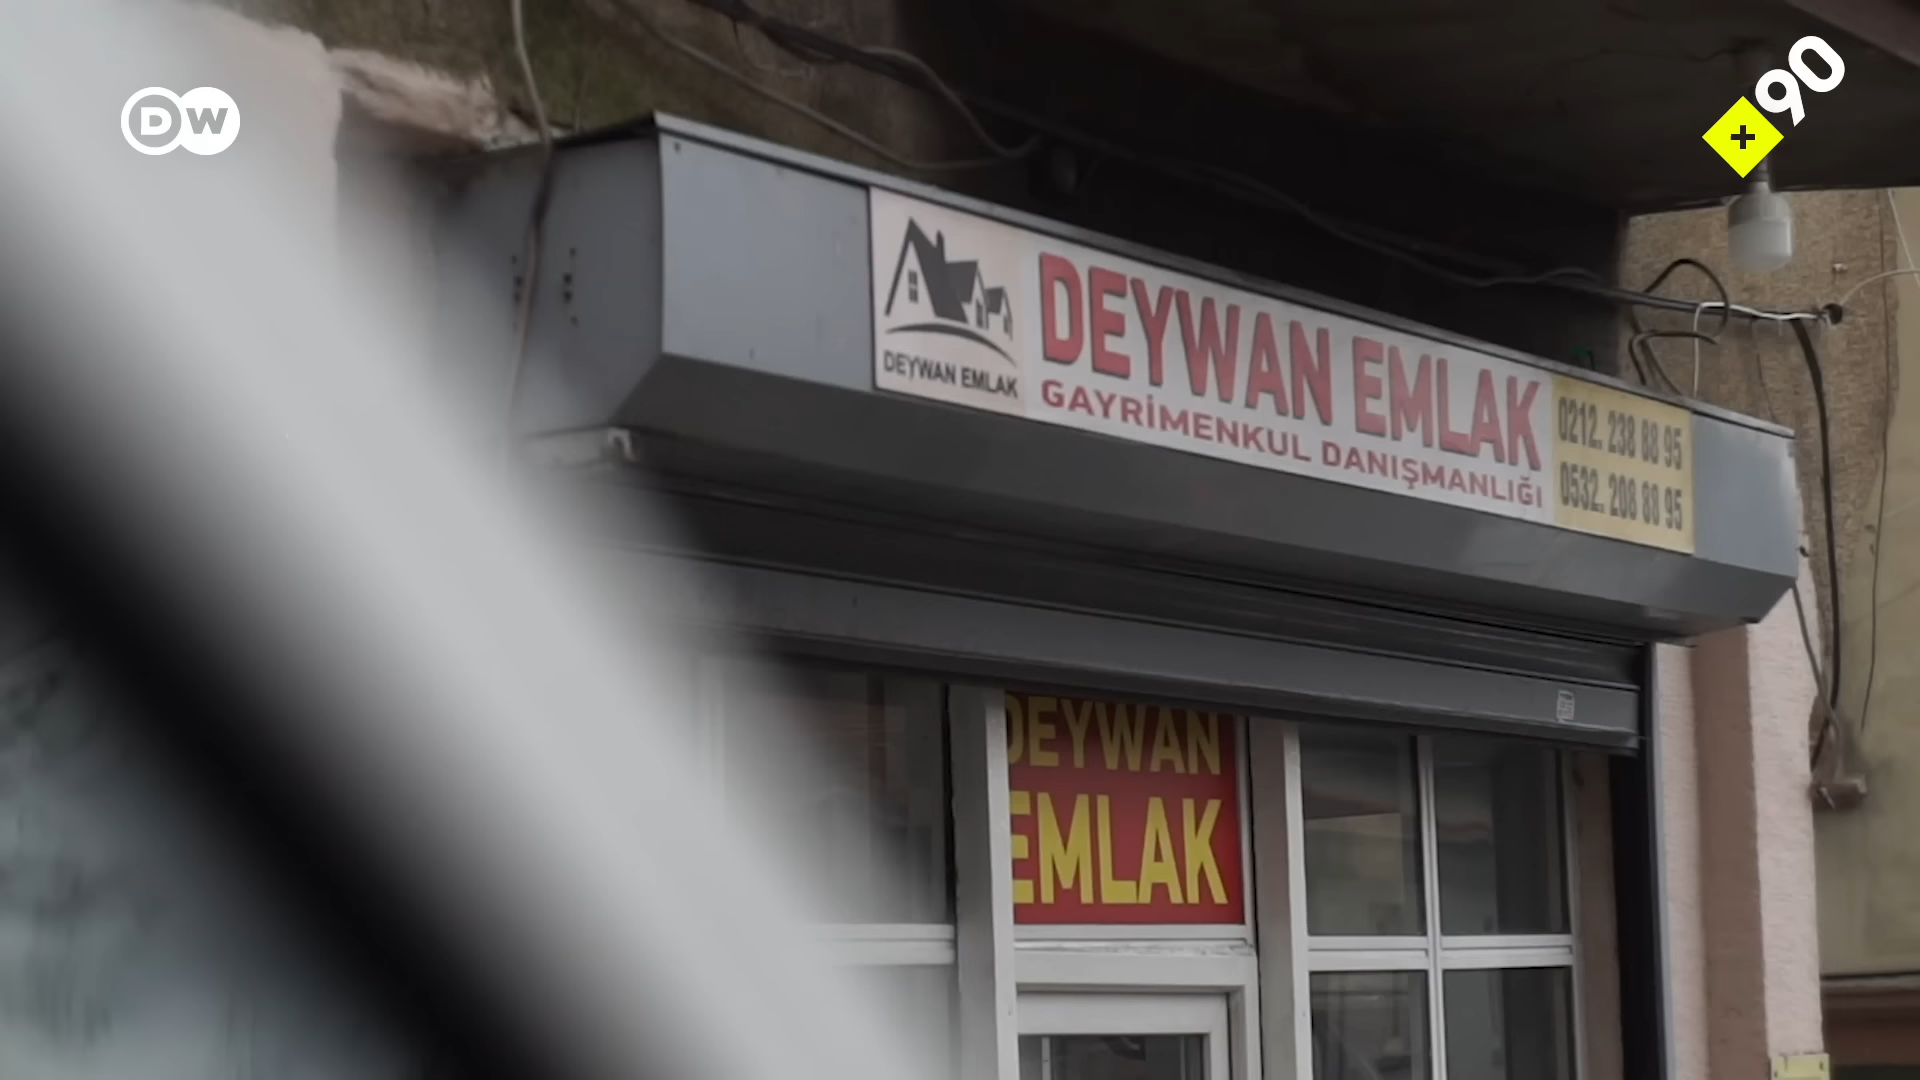 DW
+90
DEYWAN EMLAK
DEYWAN EMLAK
GAYRİMENKUL DANIŞMANLIĞI
0212. 238 88 95
0532. 208 88 95
DEYWAN
EMLAK